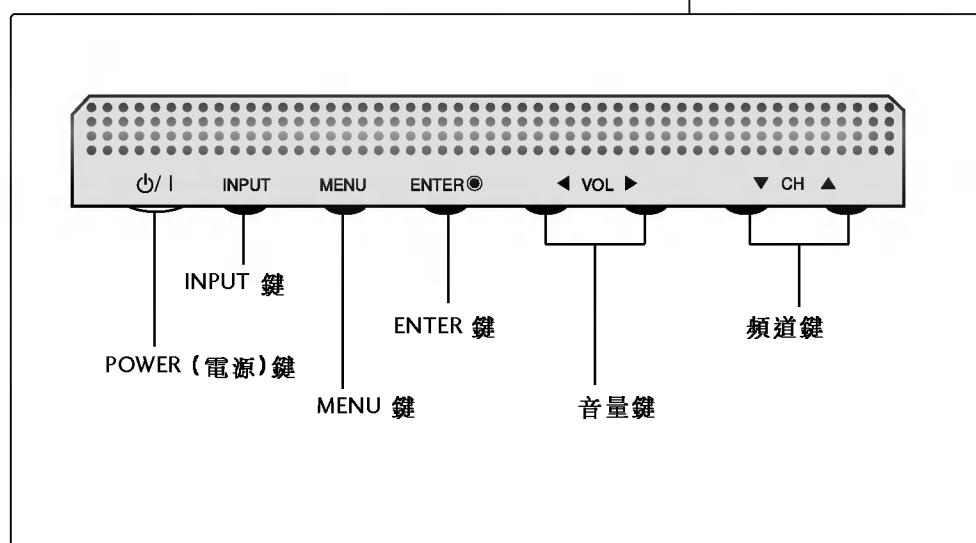 ⏻/ I INPUT MENU ENTER◉ ◀ VOL ▶ ▼ CH ▲
INPUT 鍵
ENTER 鍵
頻道鍵
POWER (電源)鍵
MENU 鍵
音量鍵